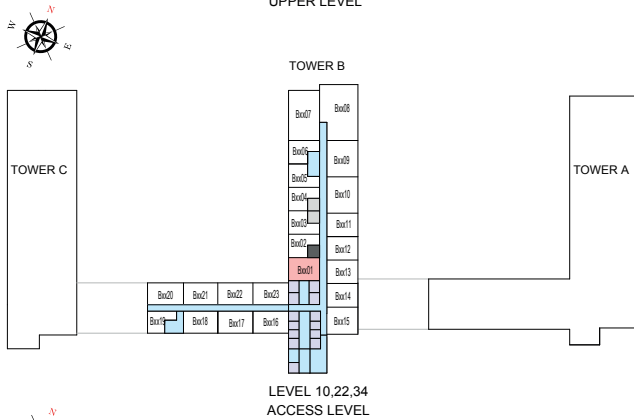 UPPER LEVEL
N
W
E
S
TOWER B
Bxx08
Bxx07
TOWER C
TOWER A
Bxx06
Bxx09
Bxx05
Bxx04
Bxx10
Bxx03
Bxx11
Bxx02
Bxx12
Bxx01
Bxx13
Bxx20
Bxx21
Bxx22
Bxx23
Bxx14
Bxx19
Bxx18
Bxx17
Bxx16
Bxx15
LEVEL 10,22,34
ACCESS LEVEL
N